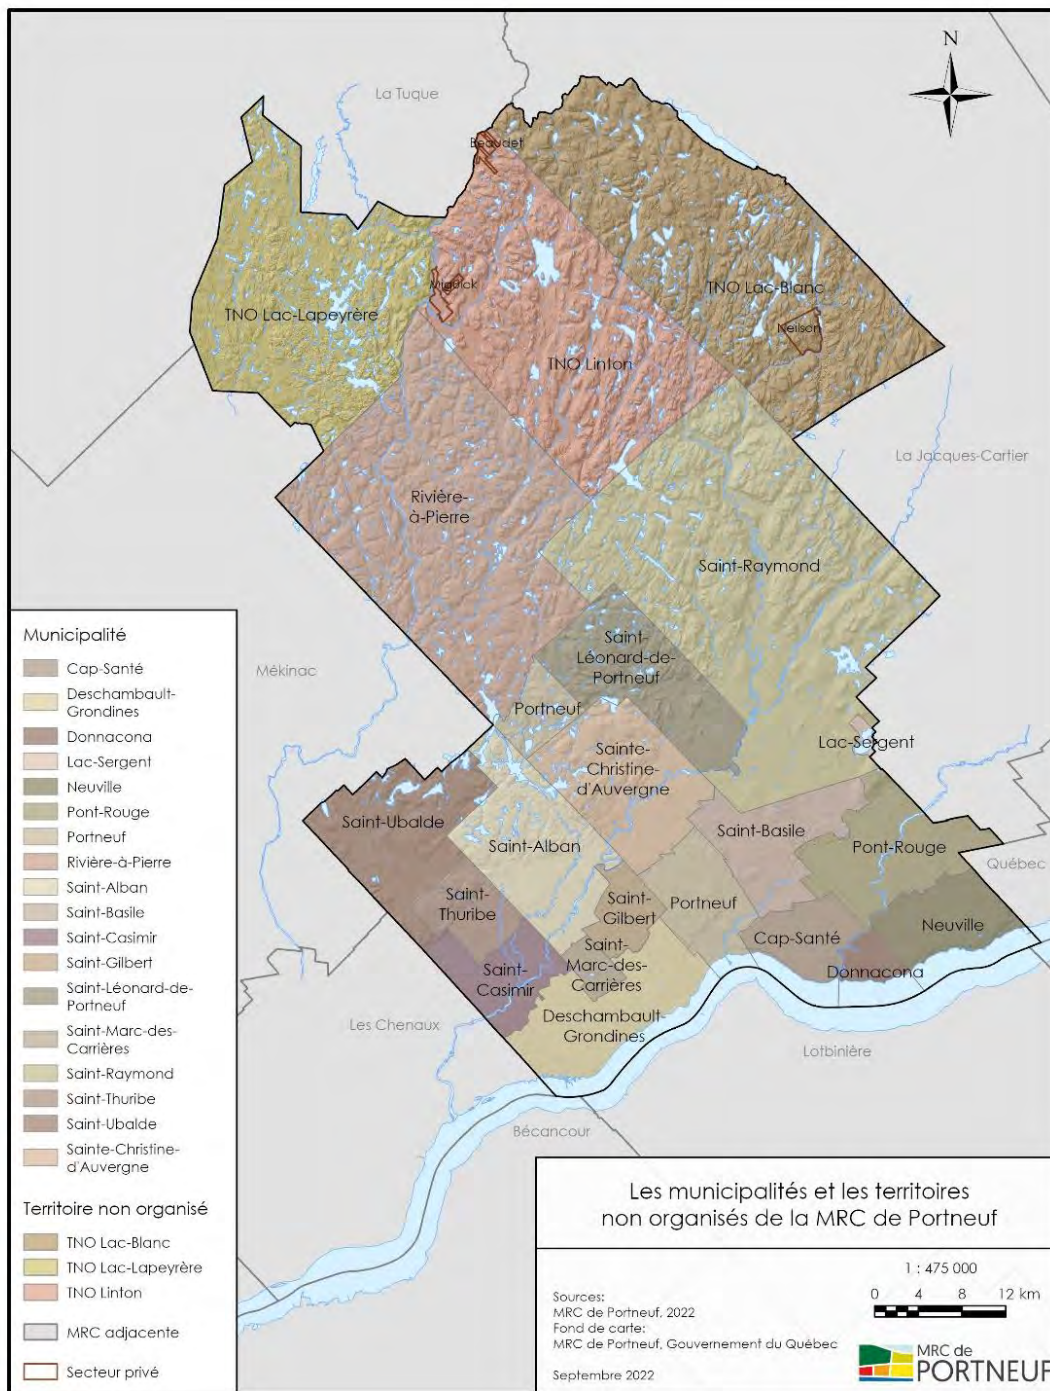 N
La Tuque
Beaudet
Miguick
TNO Lac-Lapeyrère
TNO Lac-Blanc
Neilson
TNO Linton
La Jacques-Cartier
Rivière-
à-Pierre
Saint-Raymond
Saint-
Léonard-de-
Portneuf
Mékinac
Portneuf
Lac-Sergent
Sainte-
Christine-
d'Auvergne
Saint-Ubalde
Saint-Basile
Saint-Alban
Pont-Rouge
Québec
Saint-
Thuribe
Saint-
Gilbert
Portneuf
Neuville
Cap-Santé
Saint-
Marc-des-
Carrières
Donnacona
Saint-
Casimir
Deschambault-
Grondines
Les Chenaux
Lotbinière
Bécancour
Municipalité
Cap-Santé
Deschambault-
Grondines
Donnacona
Lac-Sergent
Neuville
Pont-Rouge
Portneuf
Rivière-à-Pierre
Saint-Alban
Saint-Basile
Saint-Casimir
Saint-Gilbert
Saint-Léonard-de-
Portneuf
Saint-Marc-des-
Carrières
Saint-Raymond
Saint-Thuribe
Saint-Ubalde
Sainte-Christine-
d'Auvergne
Territoire non organisé
TNO Lac-Blanc
TNO Lac-Lapeyrère
TNO Linton
MRC adjacente
Secteur privé
Les municipalités et les territoires
non organisés de la MRC de Portneuf
1 : 475 000
0 4 8 12 km
Sources:
MRC de Portneuf, 2022
Fond de carte:
MRC de Portneuf, Gouvernement du Québec
Septembre 2022
MRC de
PORTNEUF